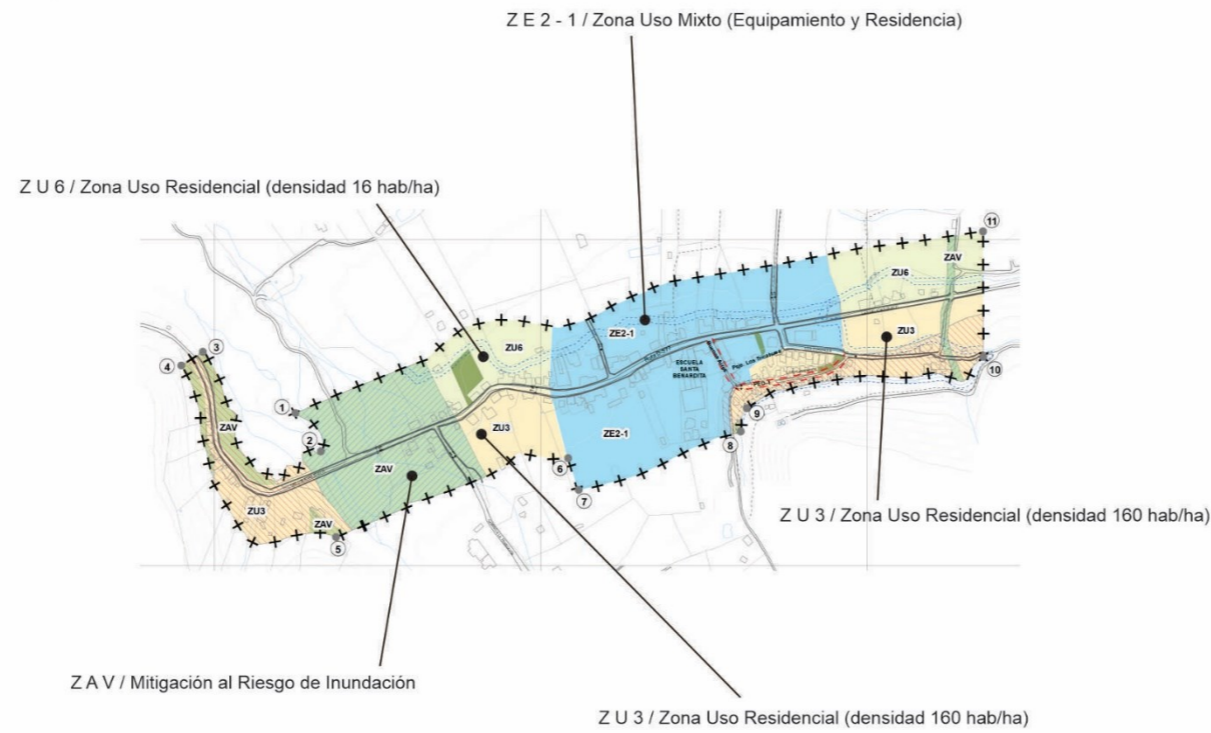 Z E 2 - 1 / Zona Uso Mixto (Equipamiento y Residencia)
Z U 6 / Zona Uso Residencial (densidad 16 hab/ha)
11
ZAV
ZU6
3
4
ZU6
ZE2-1
ZU3
ESCUELA
SANTA
BENARDITA
10
1
9
ZAV
2
ZU3
ZE2-1
8
6
ZAV
7
ZU3
ZAV
5
Z U 3 / Zona Uso Residencial (densidad 160 hab/ha)
Z A V / Mitigación al Riesgo de Inundación
Z U 3 / Zona Uso Residencial (densidad 160 hab/ha)